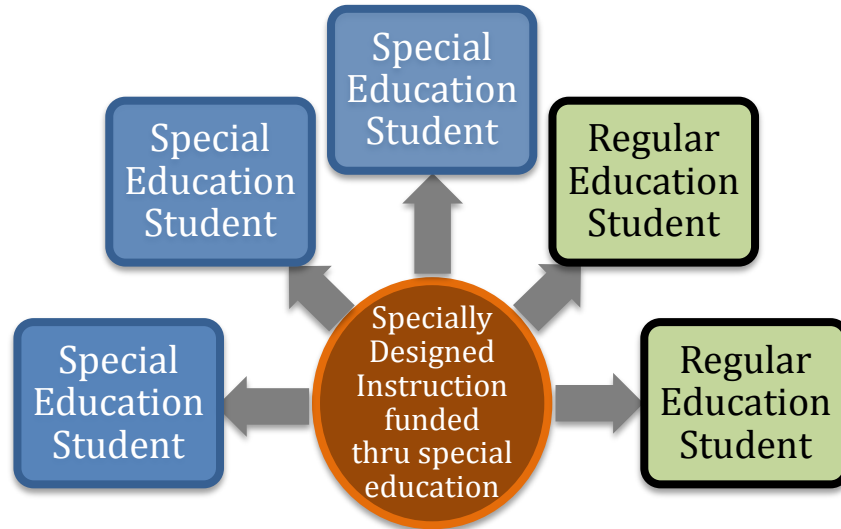 Special
Education
Student
Special
Education
Student
Special
Education
Student
Regular
Education
Student
Regular
Education
Student
Specially
Designed
Instruction
funded
thru special
education